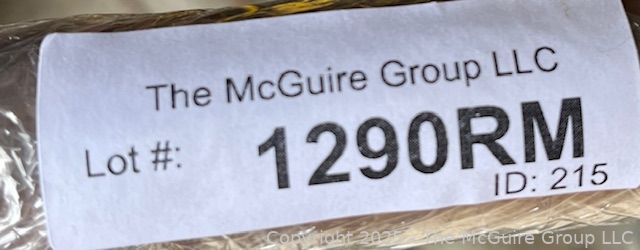 The McGuire Group LLC
Lot #: 1290RM
ID: 215
Copyright 2025 The McGuire Group LLC